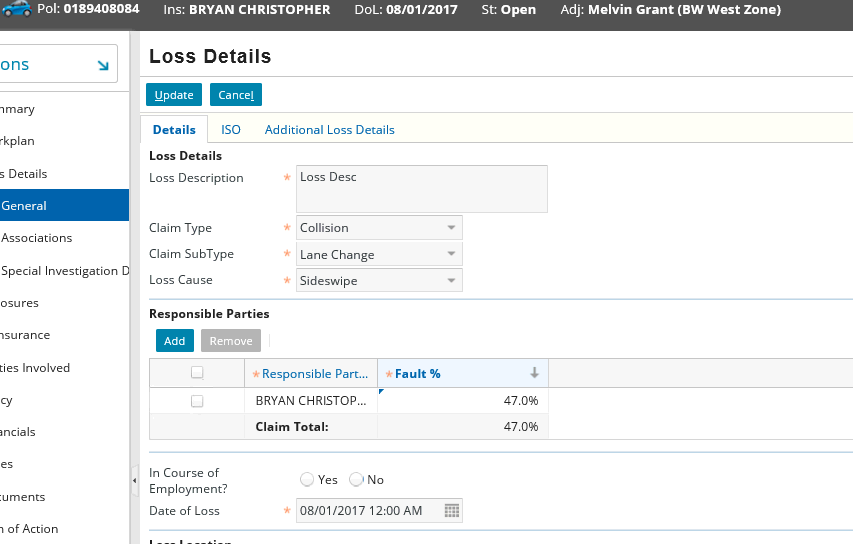 Pol: 0189408084 Ins: BRYAN CHRISTOPHER DoL: 08/01/2017 St: Open Adj: Melvin Grant (BW West Zone)
ons
Loss Details
Update Cancel
mmary
Details ISO Additional Loss Details
rkplan
Loss Details
s Details
Loss Description * Loss Desc
General
Claim Type * Collision
Associations
Claim SubType * Lane Change
Special Investigation D
Loss Cause * Sideswipe
osures
Responsible Parties
nsurance
Add Remove
ties Involved
* Responsible Part... * Fault %
cy
BRYAN CHRISTOP... 47.0%
ancials
Claim Total: 47.0%
es
In Course of
Employment?
Yes No
cuments
Date of Loss * 08/01/2017 12:00 AM
n of Action
Loss Location